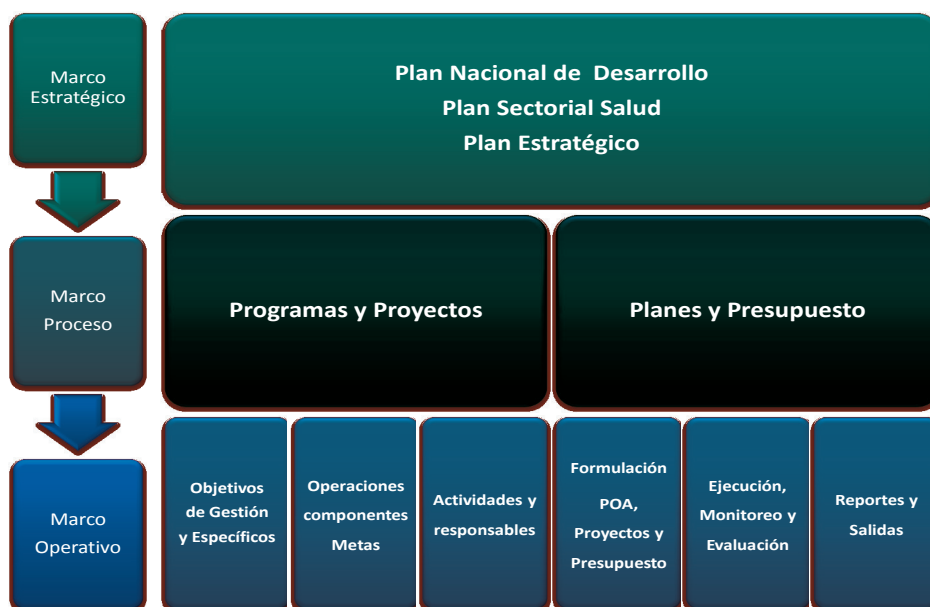 Marco
Estratégico
Plan Nacional de Desarrollo
Plan Sectorial Salud
Plan Estratégico
Marco
Proceso
Programas y Proyectos
Planes y Presupuesto
Marco
Operativo
Objetivos
de Gestión
y Específicos
Operaciones
componentes
Metas
Actividades y
responsables
Formulación
POA,
Proyectos y
Presupuesto
Ejecución,
Monitoreo y
Evaluación
Reportes y
Salidas